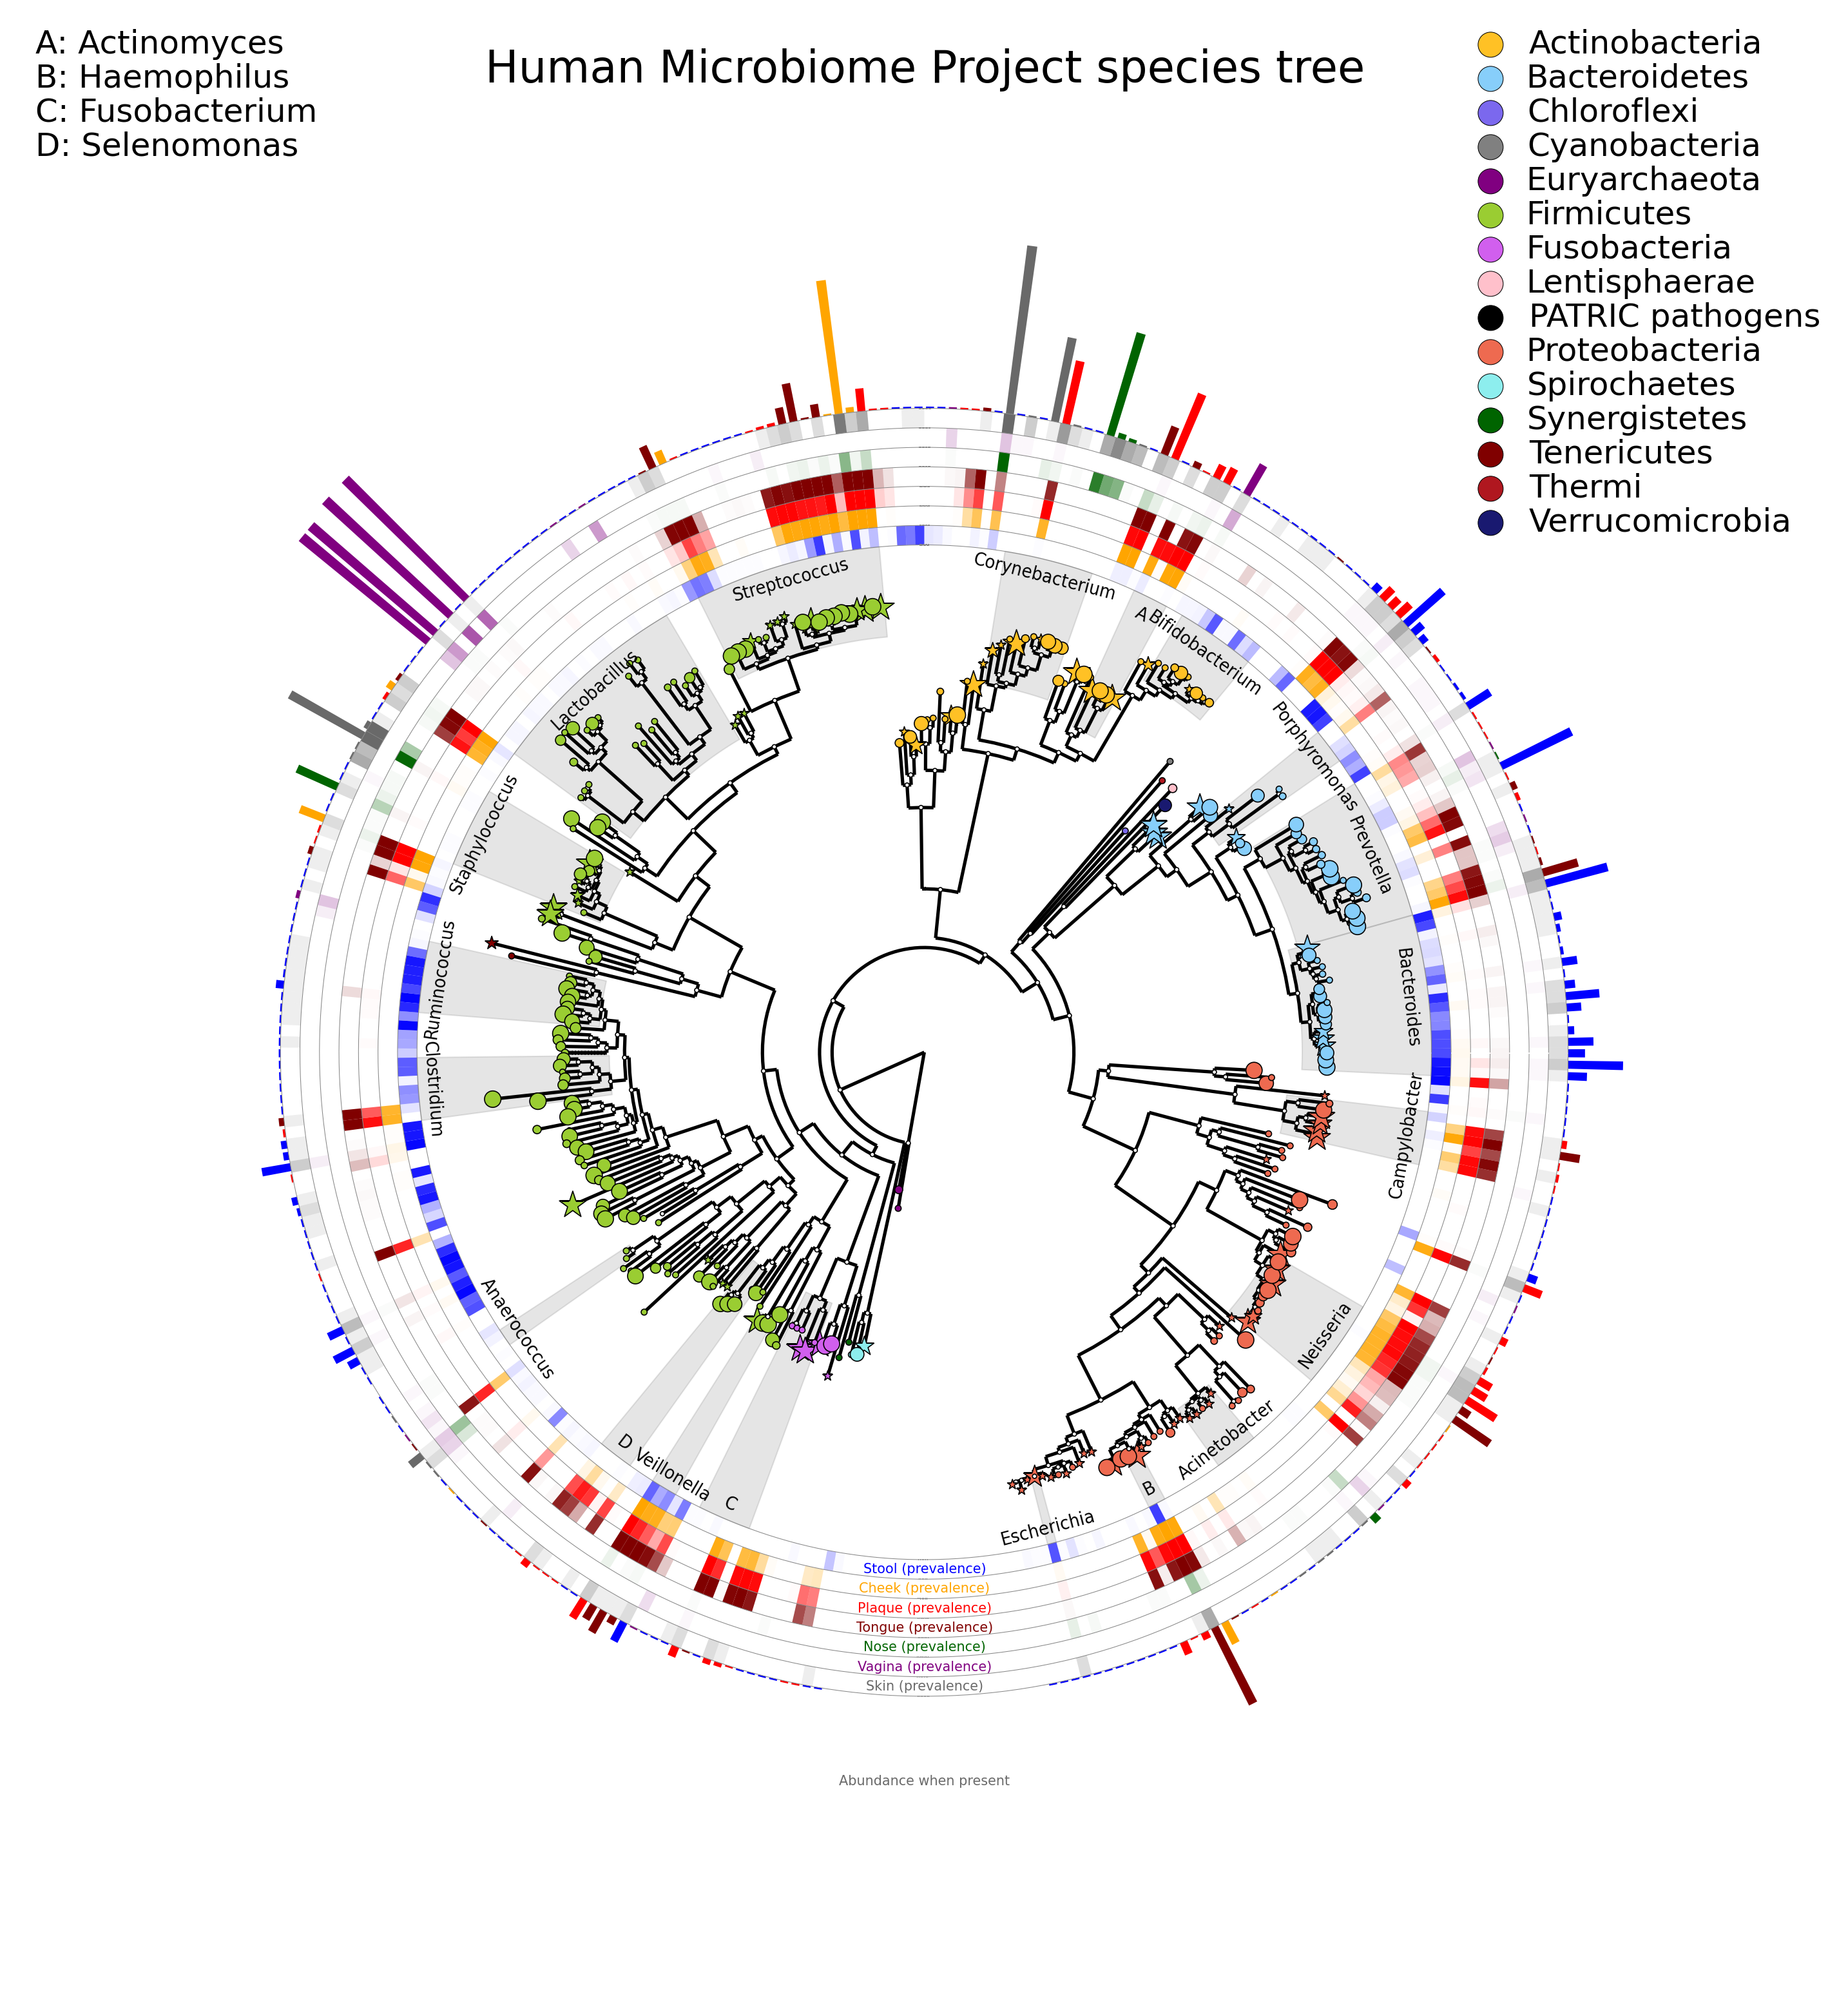 Human Microbiome Project species tree
A: Actinomyces
B: Haemophilus
C: Fusobacterium
D: Selenomonas
Actinobacteria
Bacteroidetes
Chloroflexi
Cyanobacteria
Euryarchaeota
Firmicutes
Fusobacteria
Lentisphaerae
PATRIC pathogens
Proteobacteria
Spirochaetes
Synergistetes
Tenericutes
Thermi
Verrucomicrobia
Streptococcus
Corynebacterium
A
Bifidobacterium
Porphyromonas
Prevotella
Bacteroides
Campylobacter
Neisseria
Acinetobacter
B
Escherichia
C
Veillonella
D
Anaerococcus
Clostridium
Ruminococcus
Staphylococcus
Lactobacillus
Stool (prevalence)
Cheek (prevalence)
Plaque (prevalence)
Tongue (prevalence)
Nose (prevalence)
Vagina (prevalence)
Skin (prevalence)
Abundance when present